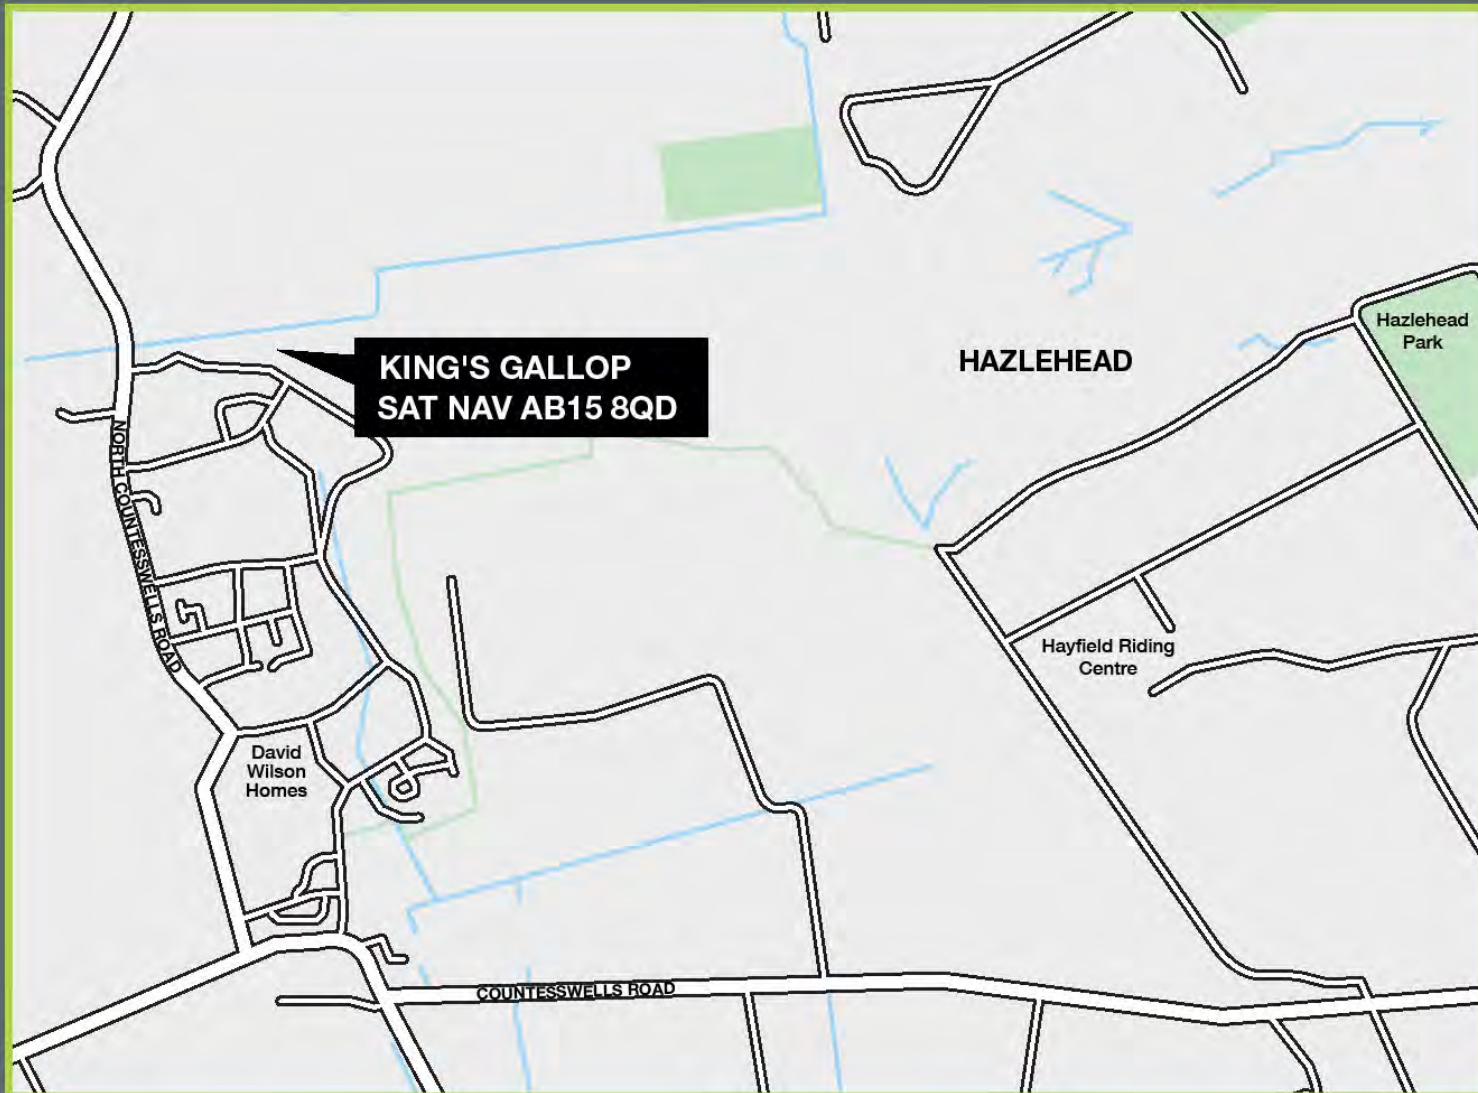 KING'S GALLOP
SAT NAV AB15 8QD
HAZLEHEAD
Hazlehead
Park
NORTH COUNTESSWELLS ROAD
Hayfield Riding
Centre
David
Wilson
Homes
COUNTESSWELLS ROAD